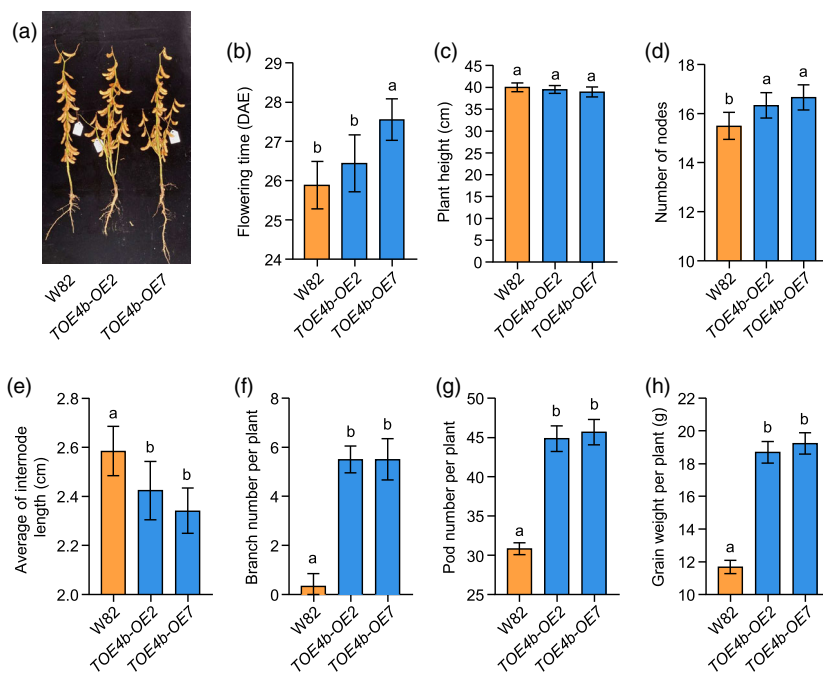 (a)
W82
TOE4b-OE2
TOE4b-OE7
(b)
Flowering time (DAE)
29
28
27
26
25
24
b
b
a
W82
TOE4b-OE2
TOE4b-OE7
(c)
Plant height (cm)
45
40
35
30
25
20
15
10
5
0
a
a
a
W82
TOE4b-OE2
TOE4b-OE7
(d)
Number of nodes
18
16
14
12
10
b
a
a
W82
TOE4b-OE2
TOE4b-OE7
(e)
Average of internode
length (cm)
2.8
2.6
2.4
2.2
2.0
a
b
b
W82
TOE4b-OE2
TOE4b-OE7
(f)
Branch number per plant
8
6
4
2
0
a
b
b
W82
TOE4b-OE2
TOE4b-OE7
(g)
Pod number per plant
50
45
40
35
30
25
a
b
b
W82
TOE4b-OE2
TOE4b-OE7
(h)
Grain weight per plant (g)
22
20
18
16
14
12
10
a
b
b
W82
TOE4b-OE2
TOE4b-OE7